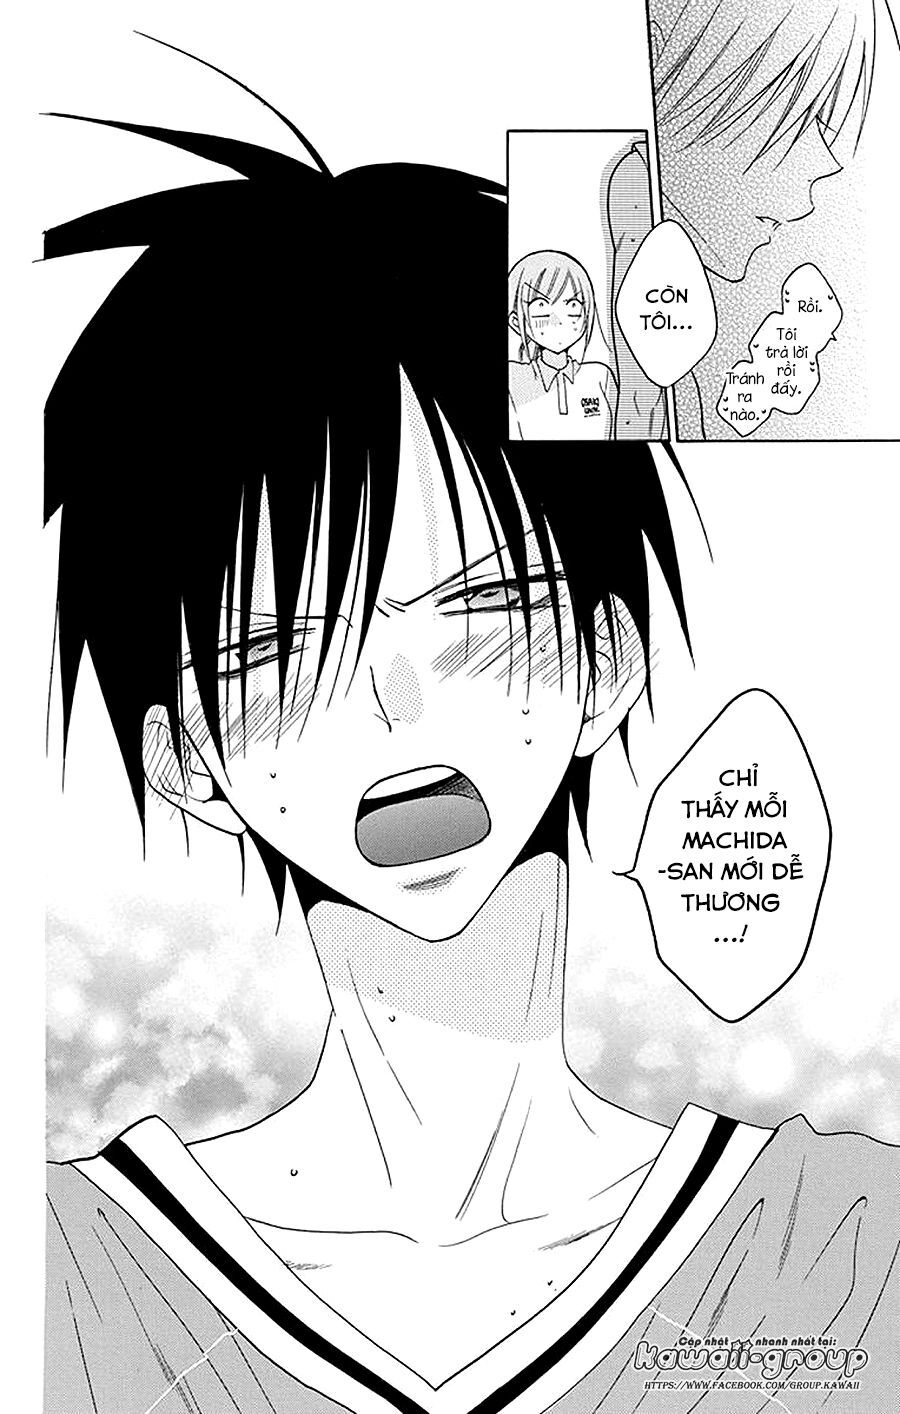 Rồi.
Tôi
trả lời
rồi
đấy.
Tránh
ra
nào.
CÒN
TÔI...
OSAKI
CHỈ
THẤY MỖI
MACHIDA
-SAN MỚI DỄ
THƯƠNG
...!
Cập nhật nhanh nhất tại:
kawaii-group
HTTPS://WWW.FACEBOOK.COM/GROUP.KAWAII